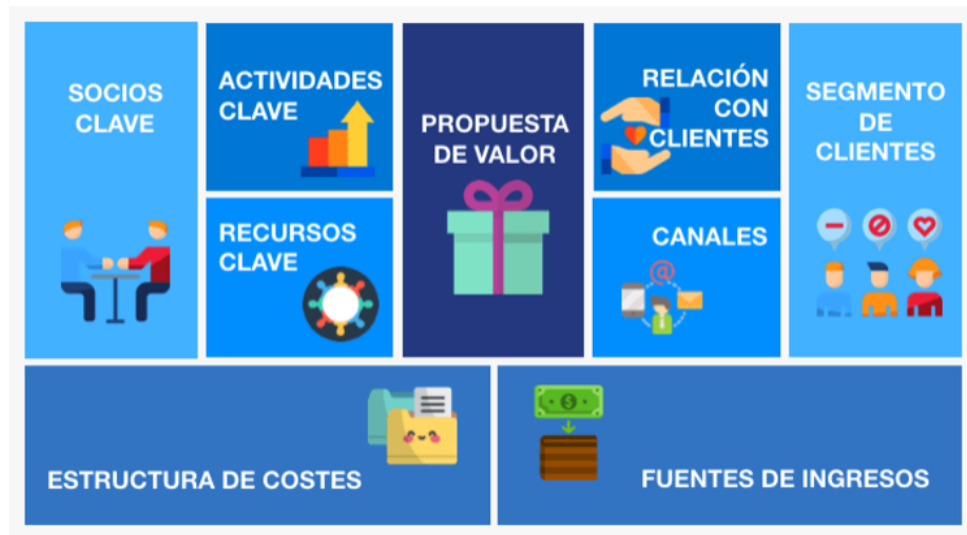 SOCIOS
CLAVE
ACTIVIDADES
CLAVE
RECURSOS
CLAVE
PROPUESTA
DE VALOR
RELACIÓN
CON
CLIENTES
CANALES
@
SEGMENTO
DE
CLIENTES
ESTRUCTURA DE COSTES
$
FUENTES DE INGRESOS